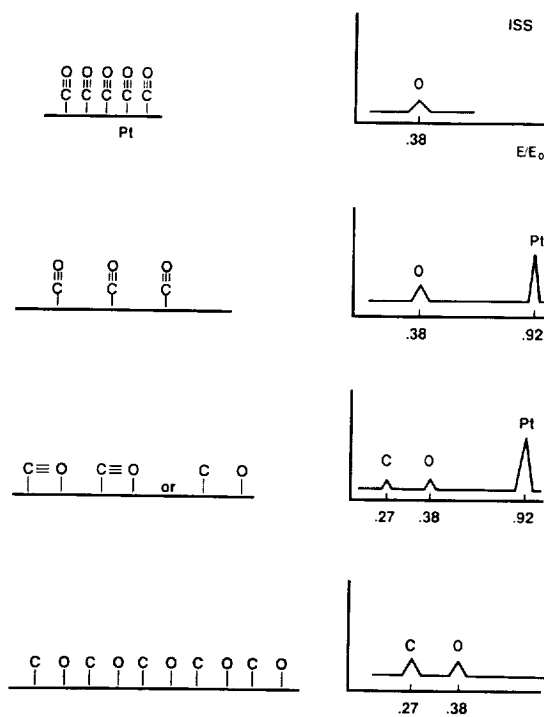 ISS
O O O O O
||| ||| ||| ||| |||
C C C C C
Pt
O
.38
E/E₀
O O O
||| ||| |||
C C C
O
Pt
.38 .92
C≡O C≡O or C O
C O Pt
.27 .38 .92
C O C O C O C O C O
C O
.27 .38